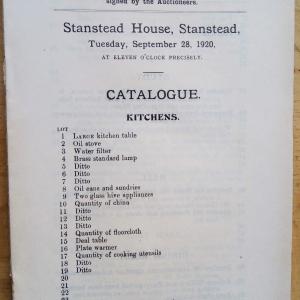 signed by the Auctioneers.
Stanstead House, Stanstead,
Tuesday, September 28, 1920,
AT ELEVEN O'CLOCK PRECISELY.
CATALOGUE.
KITCHENS.
LOT
1 LARGE kitchen table
2 Oil stove
3 Water filter
4 Brass standard lamp
5 Ditto
6 Ditto
7 Ditto
8 Oil cans and sundries
9 Two glass hive appliances
10 Quantity of china
11 Ditto
12 Ditto
13 Ditto
14 Quantity of floorcloth
15 Deal table
16 Plate warmer
17 Quantity of cooking utensils
18 Ditto
19 Ditto
20
21
22